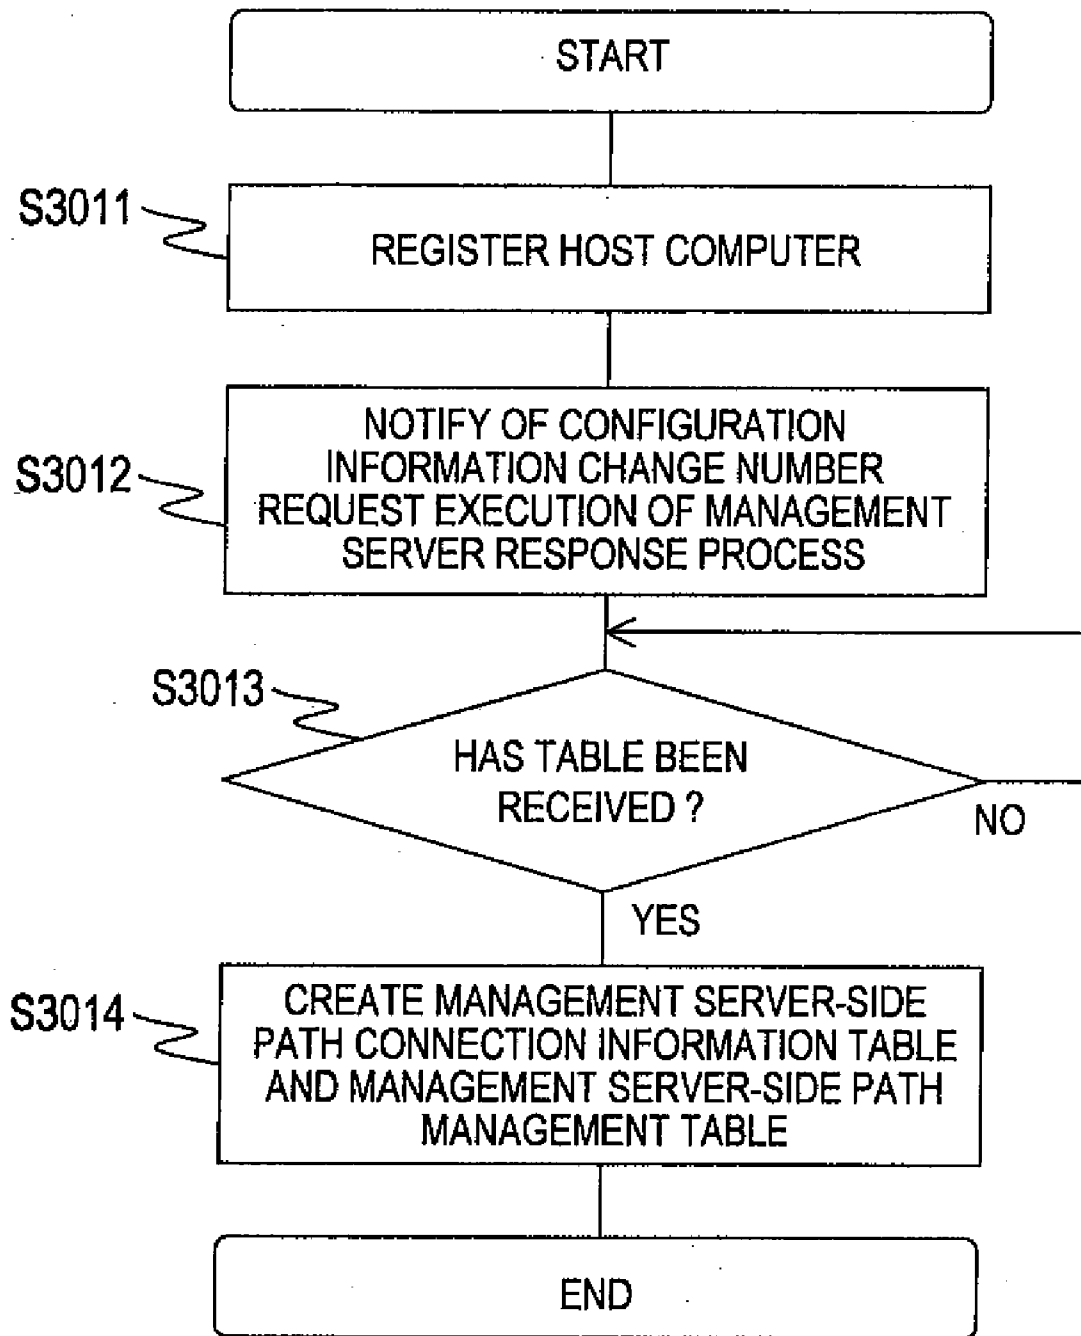 START
S3011
REGISTER HOST COMPUTER
S3012
NOTIFY OF CONFIGURATION
INFORMATION CHANGE NUMBER
REQUEST EXECUTION OF MANAGEMENT
SERVER RESPONSE PROCESS
S3013
HAS TABLE BEEN
RECEIVED ?
NO
YES
S3014
CREATE MANAGEMENT SERVER-SIDE
PATH CONNECTION INFORMATION TABLE
AND MANAGEMENT SERVER-SIDE PATH
MANAGEMENT TABLE
END